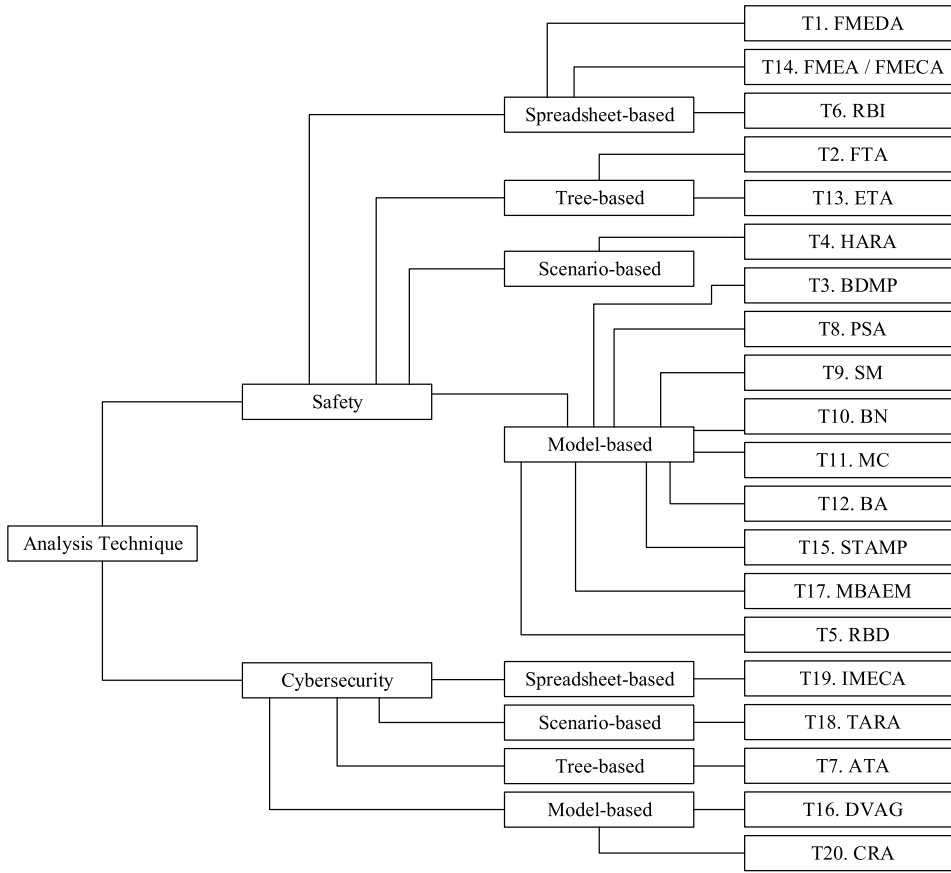 T1. FMEDA
T14. FMEA / FMECA
Spreadsheet-based
T6. RBI
T2. FTA
Tree-based
T13. ETA
T4. HARA
Scenario-based
T3. BDMP
T8. PSA
T9. SM
Safety
T10. BN
Model-based
T11. MC
T12. BA
Analysis Technique
T15. STAMP
T17. MBAEM
T5. RBD
Cybersecurity
Spreadsheet-based
T19. IMECA
Scenario-based
T18. TARA
Tree-based
T7. ATA
Model-based
T16. DVAG
T20. CRA